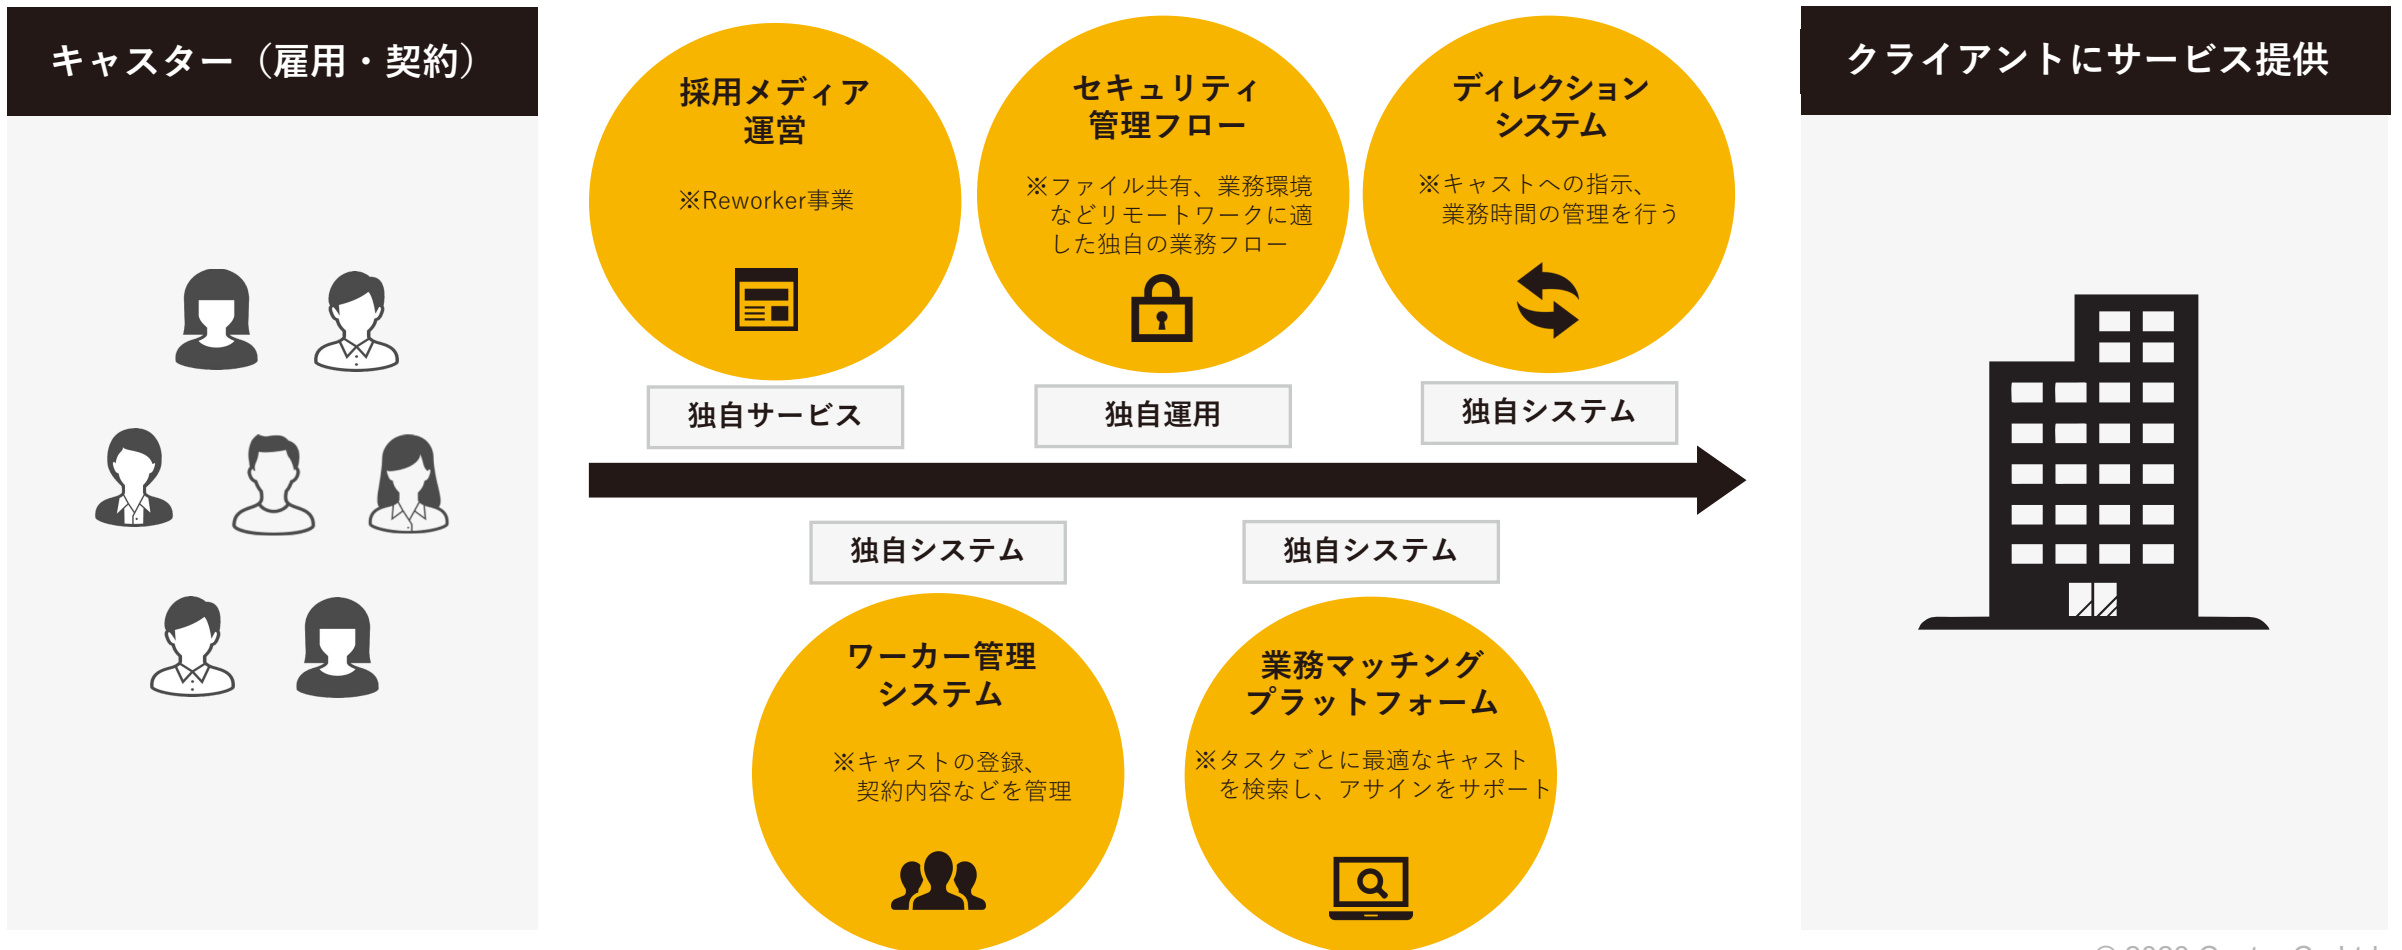 キャスター（雇用・契約）
採用メディア
運営
※Reworker事業
独自サービス
セキュリティ
管理フロー
※ファイル共有、業務環境
などリモートワークに適
した独自の業務フロー
独自運用
ディレクション
システム
※キャストへの指示、
業務時間の管理を行う
独自システム
独自システム
ワーカー管理
システム
※キャストの登録、
契約内容などを管理
独自システム
業務マッチング
プラットフォーム
※タスクごとに最適なキャスト
を検索し、アサインをサポート
クライアントにサービス提供